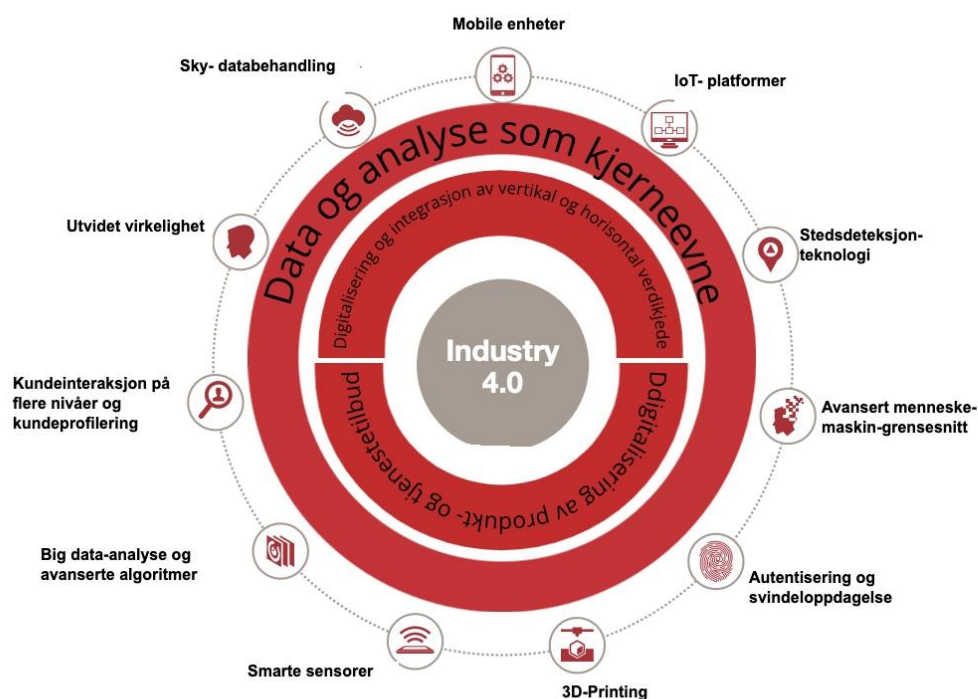 Mobile enheter
Sky- databehandling
IoT- platformer
Data og analyse som kjerneevne
Digitalisering og integrasjon av vertikal og horisontal verdikjede
Utvidet virkelighet
Stedsdeteksjon-
teknologi
Industry
4.0
Kundeinteraksjon på
flere nivåer og
kundeprofilering
Avansert menneske-
maskin-grensesnitt
Ddigitalisering av produkt- og tjenestetilbud
Big data-analyse og
avanserte algoritmer
Autentisering og
svindeloppdagelse
Smarte sensorer
3D-Printing